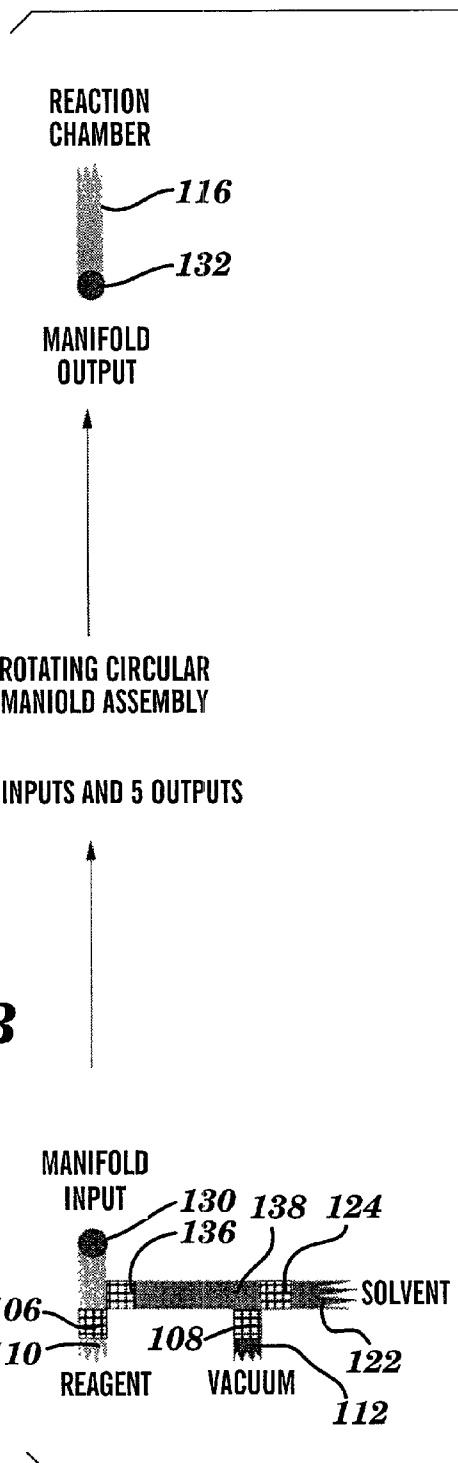 REACTION
CHAMBER
116
132
MANIFOLD
OUTPUT
ROTATING CIRCULAR
MANIOLD ASSEMBLY
INPUTS AND 5 OUTPUTS
MANIFOLD
INPUT
130 138 124
136
SOLVENT
106
108
122
REAGENT VACUUM
112